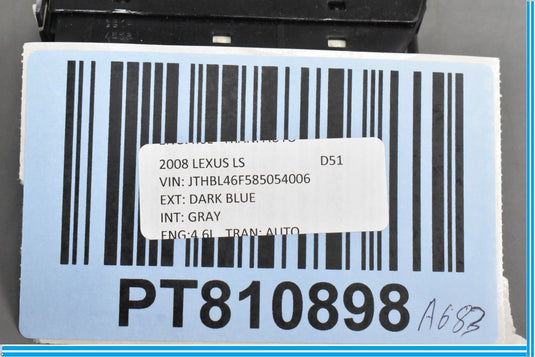 2008 LEXUS LS D51
VIN: JTHBL46F585054006
EXT: DARK BLUE
INT: GRAY
ENG:4.6L TRAN: AUTO
PT810898
A683